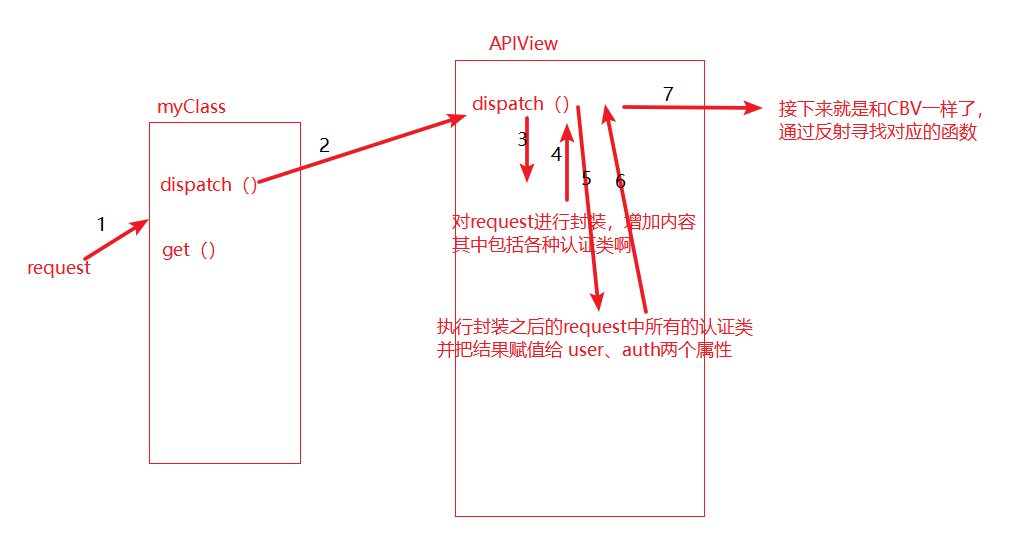 APIView
myClass
dispatch（）
7
接下来就是和CBV一样了，
通过反射寻找对应的函数
2
3
4
dispatch（）
5
6
1
对request进行封装，增加内容
其中包括各种认证类啊
get（）
request
执行封装之后的request中所有的认证类
并把结果赋值给 user、auth两个属性